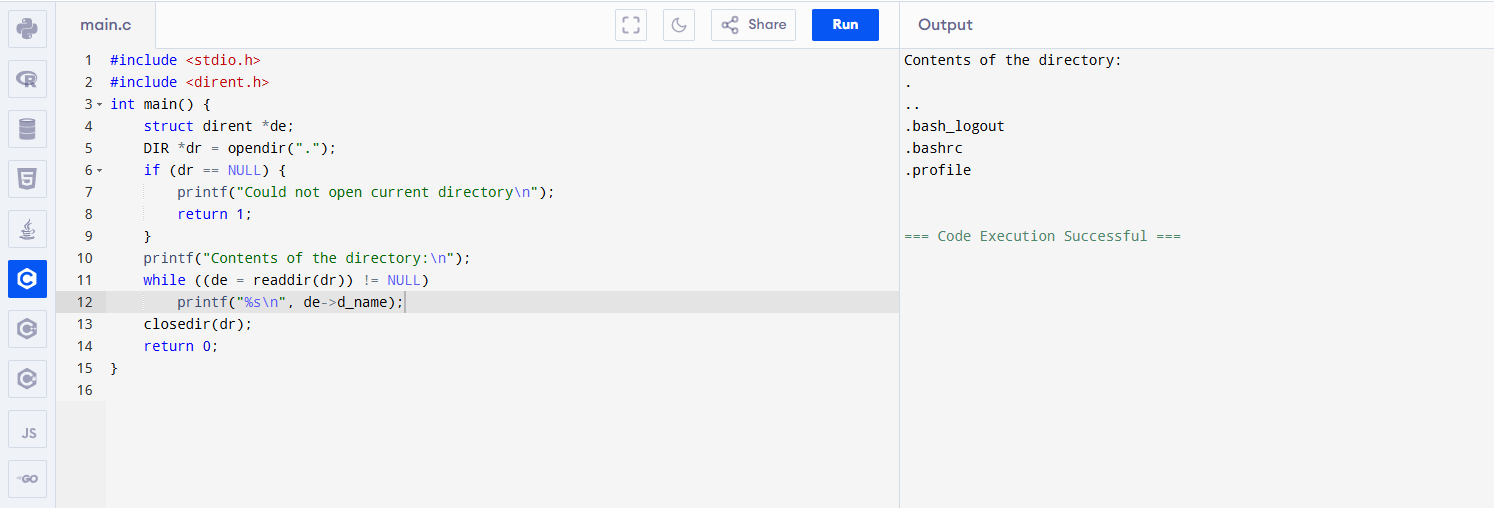 main.c
Share
Run
Output
1 #include <stdio.h>
2 #include <dirent.h>
3 int main() {
4     struct dirent *de;
5     DIR *dr = opendir(".");
6     if (dr == NULL) {
7         printf("Could not open current directory\n");
8         return 1;
9     }
10     printf("Contents of the directory:\n");
11     while ((de = readdir(dr)) != NULL)
12         printf("%s\n", de->d_name);
13     closedir(dr);
14     return 0;
15 }
16
Contents of the directory:
.
..
.bash_logout
.bashrc
.profile
=== Code Execution Successful ===
R
5
C
C
C
JS
GO